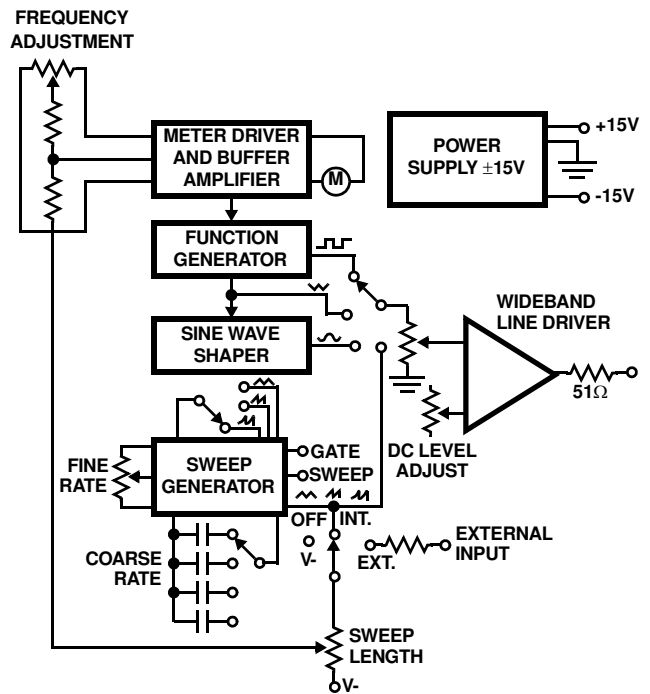 FREQUENCY
ADJUSTMENT
METER DRIVER
AND BUFFER
AMPLIFIER
M
POWER
SUPPLY ±15V
+15V
-15V
FUNCTION
GENERATOR
SINE WAVE
SHAPER
WIDEBAND
LINE DRIVER
51Ω
DC LEVEL
ADJUST
FINE
RATE
SWEEP
GENERATOR
GATE
SWEEP
OFF
INT.
V-
EXT.
EXTERNAL
INPUT
COARSE
RATE
SWEEP
LENGTH
V-